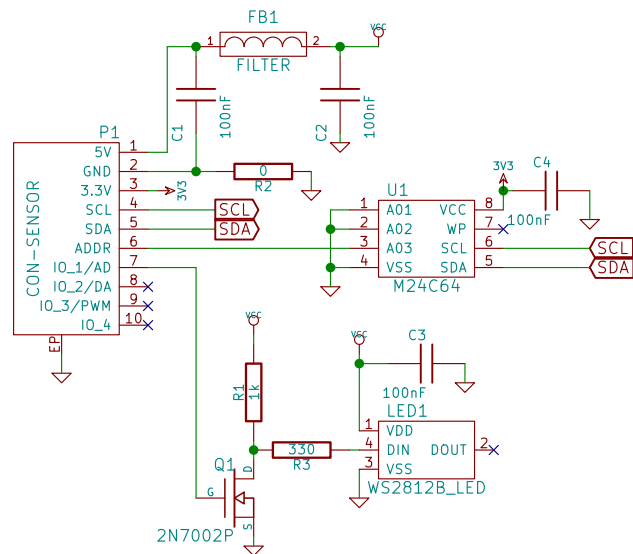 FB1
VCC
1 2
FILTER
C1
100nF
C2
100nF
P1
CON-SENSOR
5V 1
GND 2
3.3V 3
SCL 4
SDA 5
ADDR 6
IO_1/AD 7
IO_2/DA 8
IO_3/PWM 9
IO_4 10
EP
3V3
SCL
SDA
0
R2
U1
1 A01 VCC 8
2 A02 WP 7
3 A03 SCL 6
4 VSS SDA 5
M24C64
3V3
C4
100nF
SCL
SDA
VCC
R1
1k
330
R3
Q1
D
G
S
2N7002P
VCC
C3
100nF
LED1
1 VDD
4 DIN DOUT 2
3 VSS
WS2812B_LED